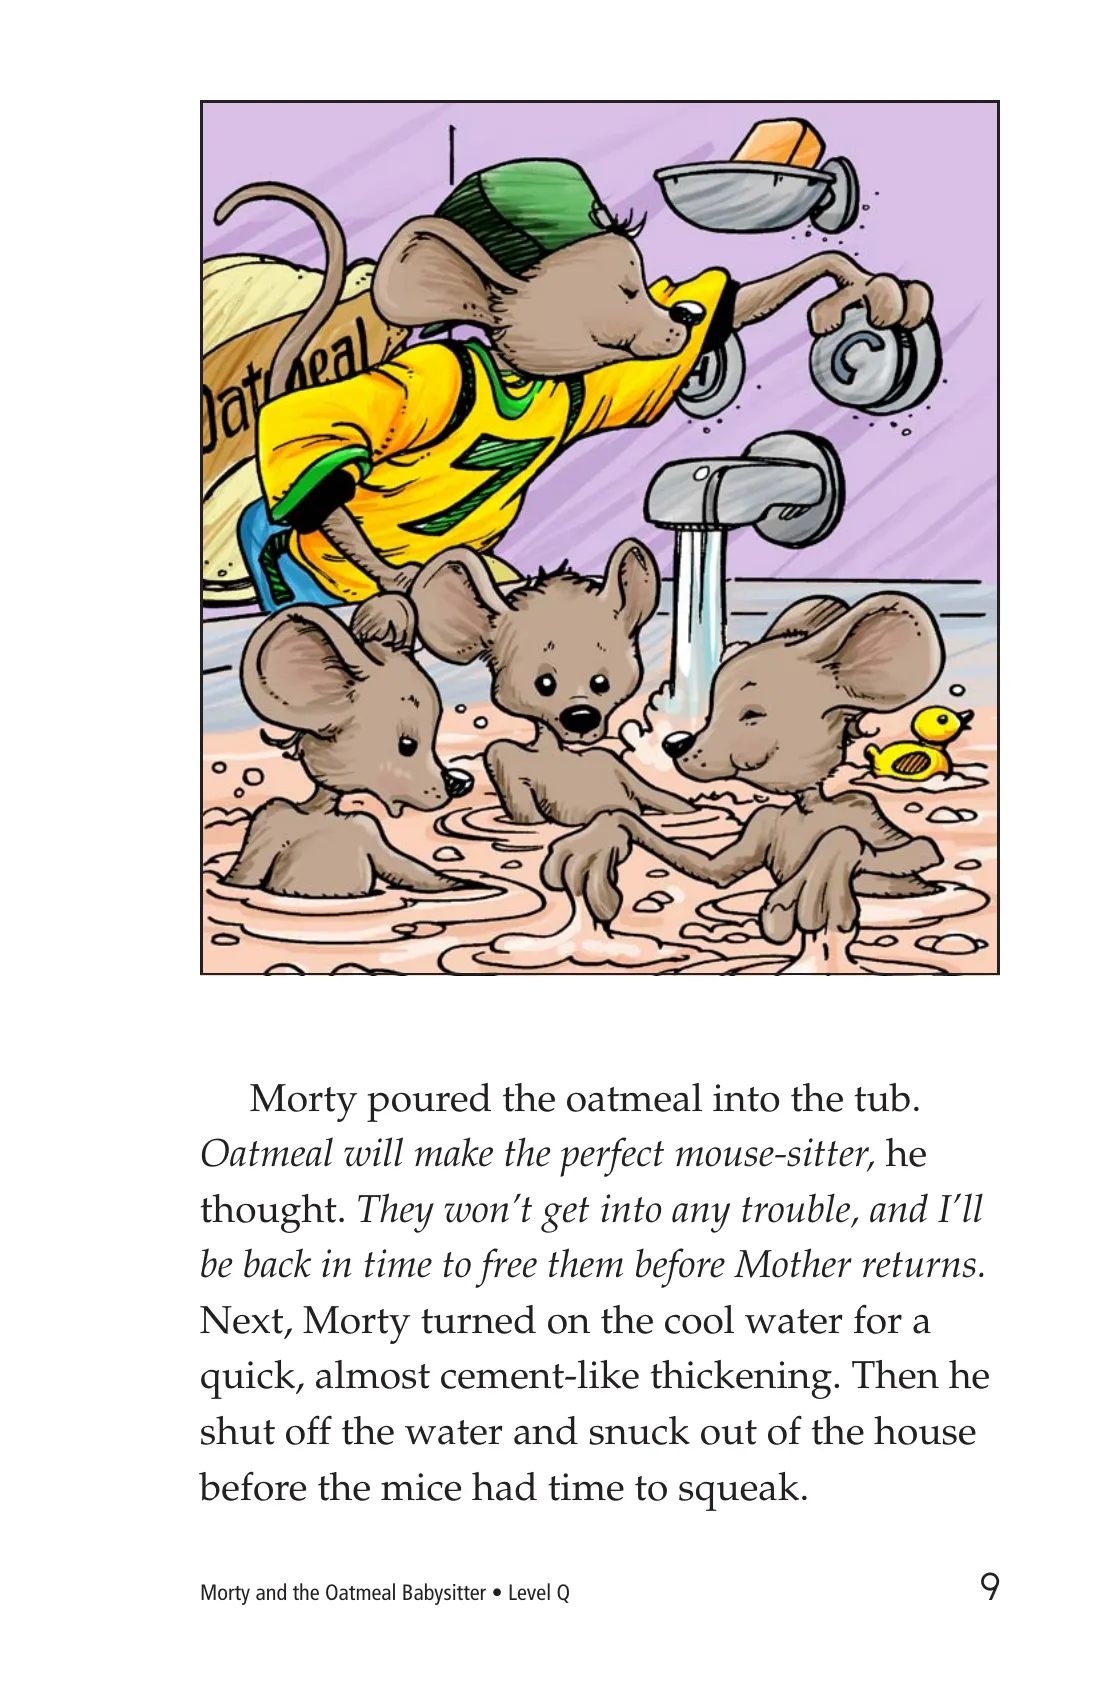 Oatmeal
H
C
7
Morty poured the oatmeal into the tub.
Oatmeal will make the perfect mouse-sitter, he
thought. They won’t get into any trouble, and I’ll
be back in time to free them before Mother returns.
Next, Morty turned on the cool water for a
quick, almost cement-like thickening. Then he
shut off the water and snuck out of the house
before the mice had time to squeak.
Morty and the Oatmeal Babysitter • Level Q
9